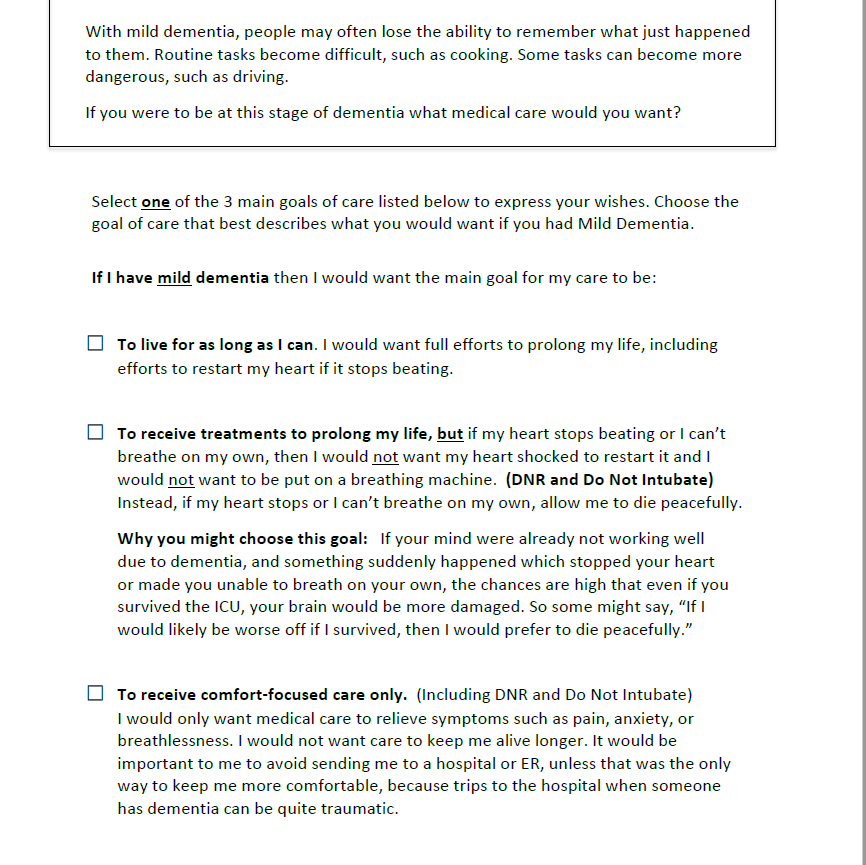 With mild dementia, people may often lose the ability to remember what just happened
to them. Routine tasks become difficult, such as cooking. Some tasks can become more
dangerous, such as driving.
If you were to be at this stage of dementia what medical care would you want?
Select one of the 3 main goals of care listed below to express your wishes. Choose the
goal of care that best describes what you would want if you had Mild Dementia.
If I have mild dementia then I would want the main goal for my care to be:
To live for as long as I can. I would want full efforts to prolong my life, including
efforts to restart my heart if it stops beating.
To receive treatments to prolong my life, but if my heart stops beating or I can’t
breathe on my own, then I would not want my heart shocked to restart it and I
would not want to be put on a breathing machine. (DNR and Do Not Intubate)
Instead, if my heart stops or I can’t breathe on my own, allow me to die peacefully.
Why you might choose this goal: If your mind were already not working well
due to dementia, and something suddenly happened which stopped your heart
or made you unable to breath on your own, the chances are high that even if you
survived the ICU, your brain would be more damaged. So some might say, “If I
would likely be worse off if I survived, then I would prefer to die peacefully.”
To receive comfort-focused care only. (Including DNR and Do Not Intubate)
I would only want medical care to relieve symptoms such as pain, anxiety, or
breathlessness. I would not want care to keep me alive longer. It would be
important to me to avoid sending me to a hospital or ER, unless that was the only
way to keep me more comfortable, because trips to the hospital when someone
has dementia can be quite traumatic.